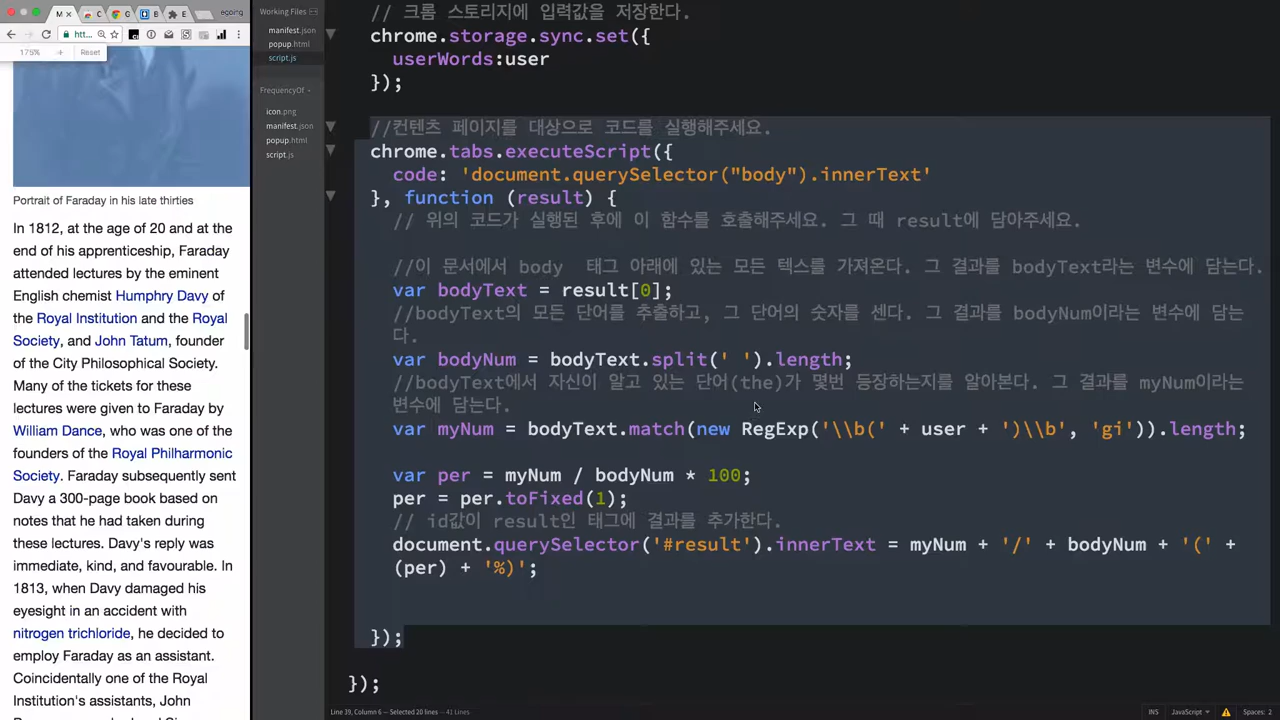 M
C
G
B
E
egoing
htt...
175%
+
Reset
Portrait of Faraday in his late thirties
In 1812, at the age of 20 and at the
end of his apprenticeship, Faraday
attended lectures by the eminent
English chemist Humphry Davy of
the Royal Institution and the Royal
Society, and John Tatum, founder
of the City Philosophical Society.
Many of the tickets for these
lectures were given to Faraday by
William Dance, who was one of the
founders of the Royal Philharmonic
Society. Faraday subsequently sent
Davy a 300-page book based on
notes that he had taken during
these lectures. Davy's reply was
immediate, kind, and favourable. In
1813, when Davy damaged his
eyesight in an accident with
nitrogen trichloride, he decided to
employ Faraday as an assistant.
Coincidentally one of the Royal
Institution's assistants, John
Working Files
manifest.json
popup.html
script.js
FrequencyOf
icon.png
manifest.json
popup.html
script.js
// 크롬 스토리지에 입력값을 저장한다.
chrome.storage.sync.set({
userWords:user
});
//컨텐츠 페이지를 대상으로 코드를 실행해주세요.
chrome.tabs.executeScript({
code: 'document.querySelector("body").innerText'
}, function (result) {
// 위의 코드가 실행된 후에 이 함수를 호출해주세요. 그 때 result에 담아주세요.
//이 문서에서 body 태그 아래에 있는 모든 텍스를 가져온다. 그 결과를 bodyText라는 변수에 담는다.
var bodyText = result[0];
//bodyText의 모든 단어를 추출하고, 그 단어의 숫자를 센다. 그 결과를 bodyNum이라는 변수에 담는
다.
var bodyNum = bodyText.split(' ').length;
//bodyText에서 자신이 알고 있는 단어(the)가 몇번 등장하는지를 알아본다. 그 결과를 myNum이라는
변수에 담는다.
var myNum = bodyText.match(new RegExp('\\b(' + user + ')\\b', 'gi')).length;
var per = myNum / bodyNum * 100;
per = per.toFixed(1);
// id값이 result인 태그에 결과를 추가한다.
document.querySelector('#result').innerText = myNum + '/' + bodyNum + '(' +
(per) + '%)';
});
});
Line 39, Column 6 — Selected 20 lines — 41 Lines
INS
JavaScript
Spaces: 2